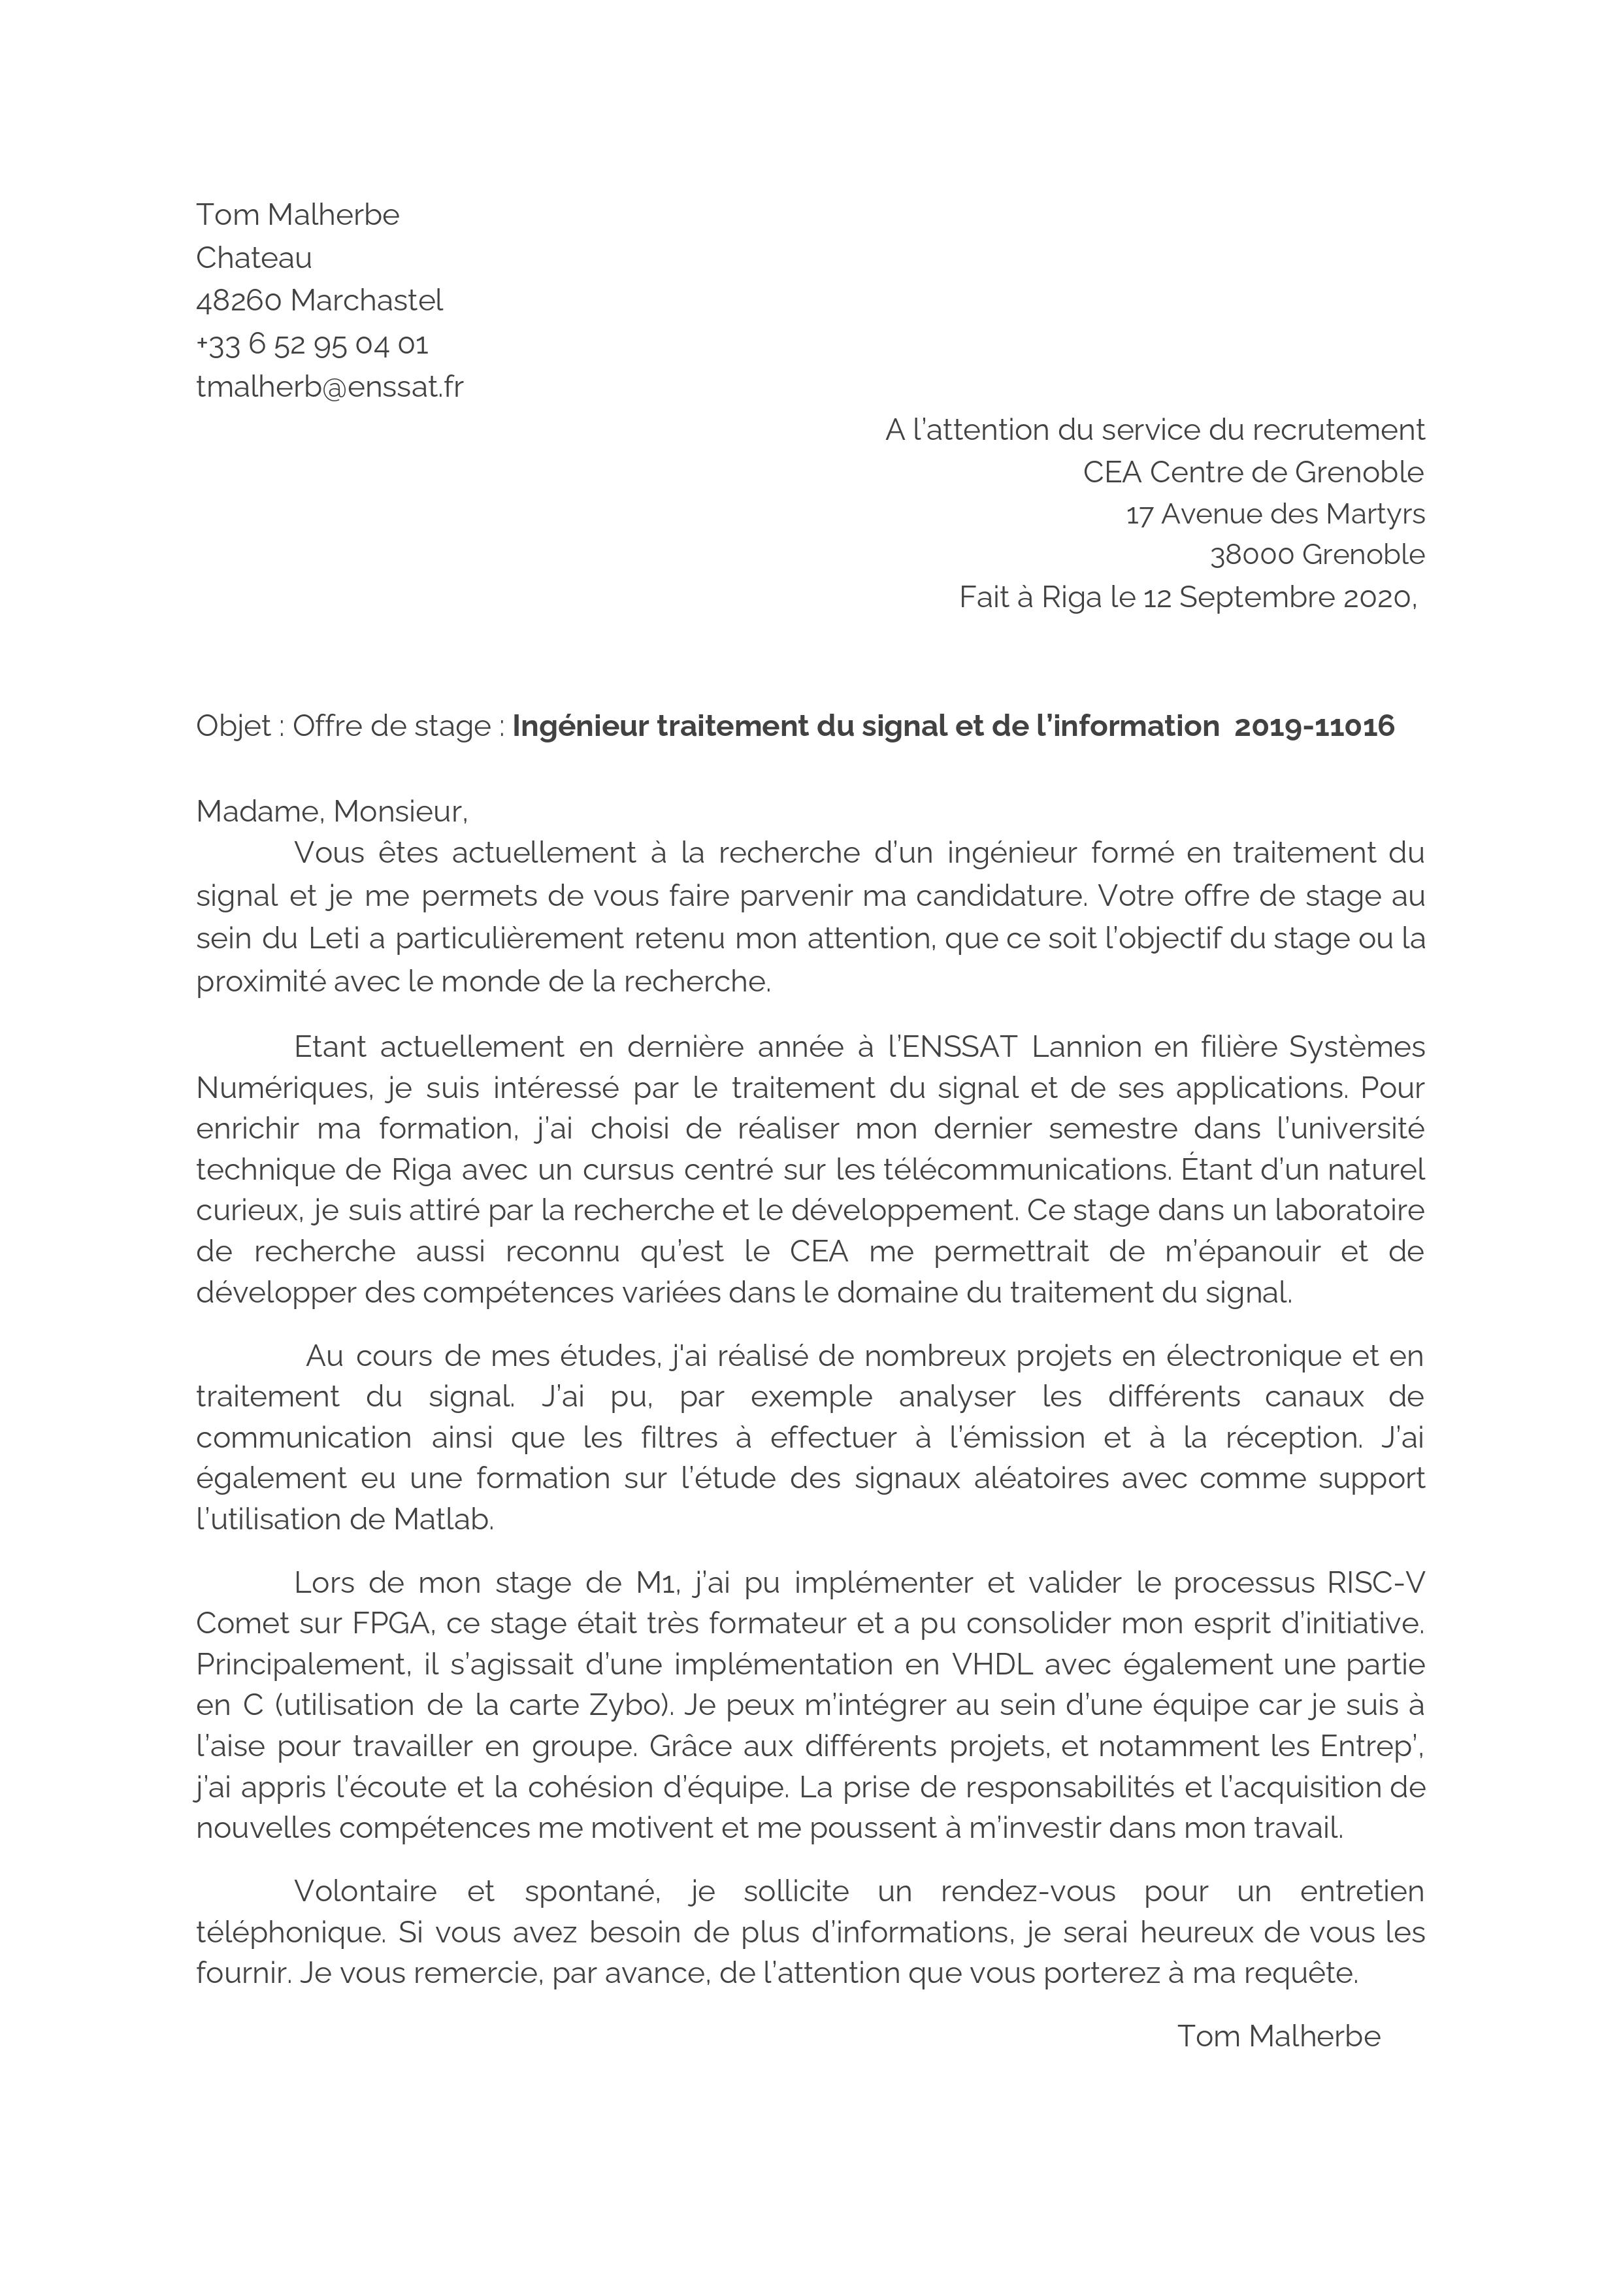 Tom Malherbe
Chateau
48260 Marchastel
+33 6 52 95 04 01
tmalherb@enssat.fr
A l’attention du service du recrutement
CEA Centre de Grenoble
17 Avenue des Martyrs
38000 Grenoble
Fait à Riga le 12 Septembre 2020,
Objet : Offre de stage : Ingénieur traitement du signal et de l’information 2019-11016
Madame, Monsieur,
Vous êtes actuellement à la recherche d’un ingénieur formé en traitement du
signal et je me permets de vous faire parvenir ma candidature. Votre offre de stage au
sein du Leti a particulièrement retenu mon attention, que ce soit l’objectif du stage ou la
proximité avec le monde de la recherche.
Etant actuellement en dernière année à l’ENSSAT Lannion en filière Systèmes
Numériques, je suis intéressé par le traitement du signal et de ses applications. Pour
enrichir ma formation, j’ai choisi de réaliser mon dernier semestre dans l’université
technique de Riga avec un cursus centré sur les télécommunications. Étant d’un naturel
curieux, je suis attiré par la recherche et le développement. Ce stage dans un laboratoire
de recherche aussi reconnu qu’est le CEA me permettrait de m’épanouir et de
développer des compétences variées dans le domaine du traitement du signal.
Au cours de mes études, j'ai réalisé de nombreux projets en électronique et en
traitement du signal. J’ai pu, par exemple analyser les différents canaux de
communication ainsi que les filtres à effectuer à l’émission et à la réception. J’ai
également eu une formation sur l’étude des signaux aléatoires avec comme support
l’utilisation de Matlab.
Lors de mon stage de M1, j’ai pu implémenter et valider le processus RISC-V
Comet sur FPGA, ce stage était très formateur et a pu consolider mon esprit d’initiative.
Principalement, il s’agissait d’une implémentation en VHDL avec également une partie
en C (utilisation de la carte Zybo). Je peux m’intégrer au sein d’une équipe car je suis à
l’aise pour travailler en groupe. Grâce aux différents projets, et notamment les Entrep’,
j’ai appris l’écoute et la cohésion d’équipe. La prise de responsabilités et l’acquisition de
nouvelles compétences me motivent et me poussent à m’investir dans mon travail.
Volontaire et spontané, je sollicite un rendez-vous pour un entretien
téléphonique. Si vous avez besoin de plus d’informations, je serai heureux de vous les
fournir. Je vous remercie, par avance, de l’attention que vous porterez à ma requête.
Tom Malherbe